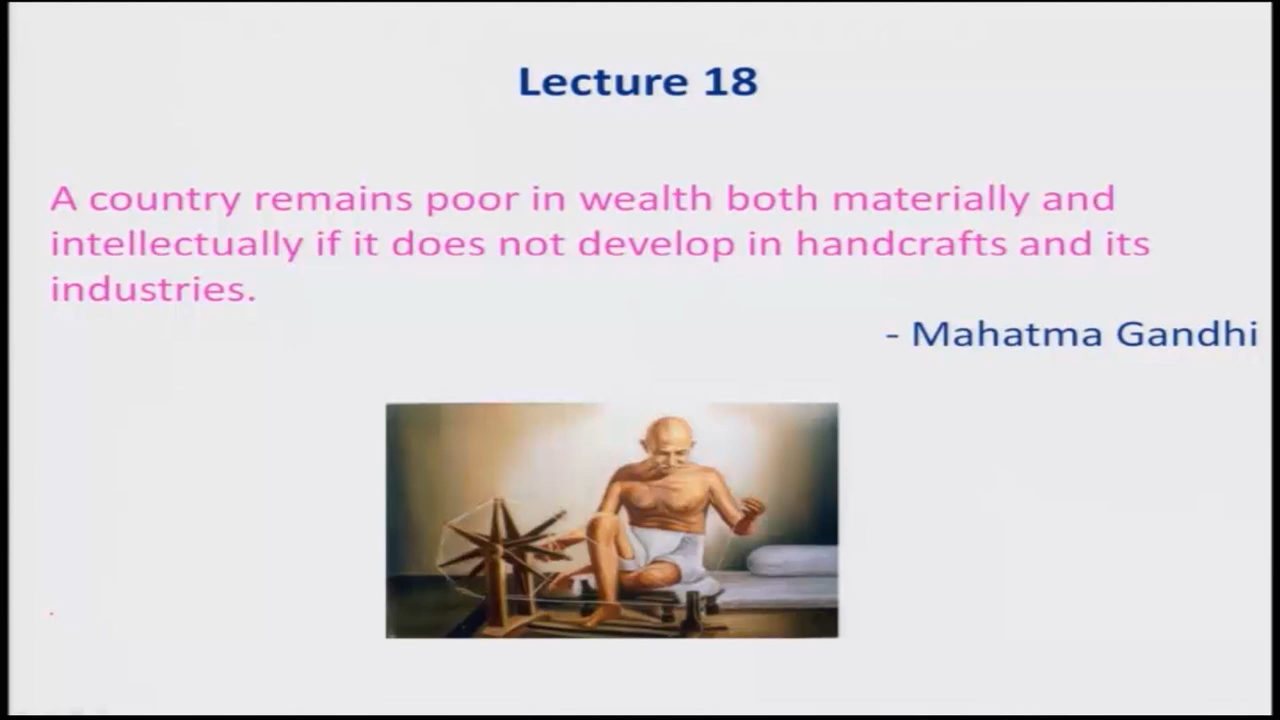 Lecture 18
A country remains poor in wealth both materially and
intellectually if it does not develop in handcrafts and its
industries.
- Mahatma Gandhi